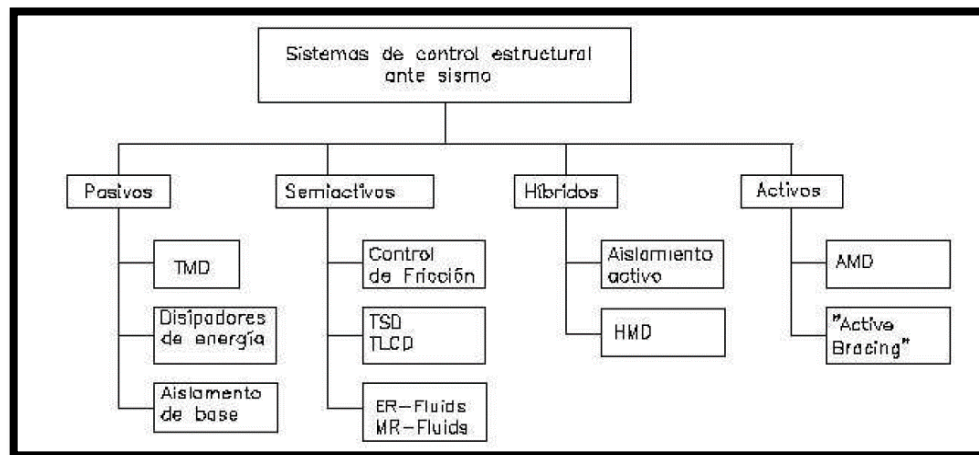 Sistemas de control estructural
ante sismo
Pasivos
Semiactivos
Híbridos
Activos
TMD
Disipadores
de energía
Aislamento
de base
Control
de Fricción
TSD
TLCD
ER-Fluids
MR-Fluids
Aislamiento
activo
HMD
AMD
"Active
Bracing"